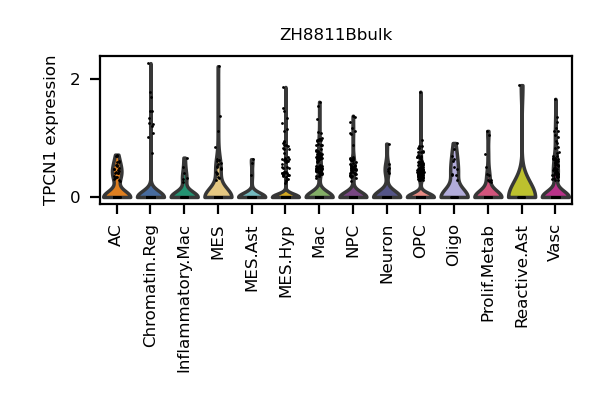 ZH8811Bbulk
TPCN1 expression
2
0
AC
Chromatin.Reg
Inflammatory.Mac
MES
MES.Ast
MES.Hyp
Mac
NPC
Neuron
OPC
Oligo
Prolif.Metab
Reactive.Ast
Vasc